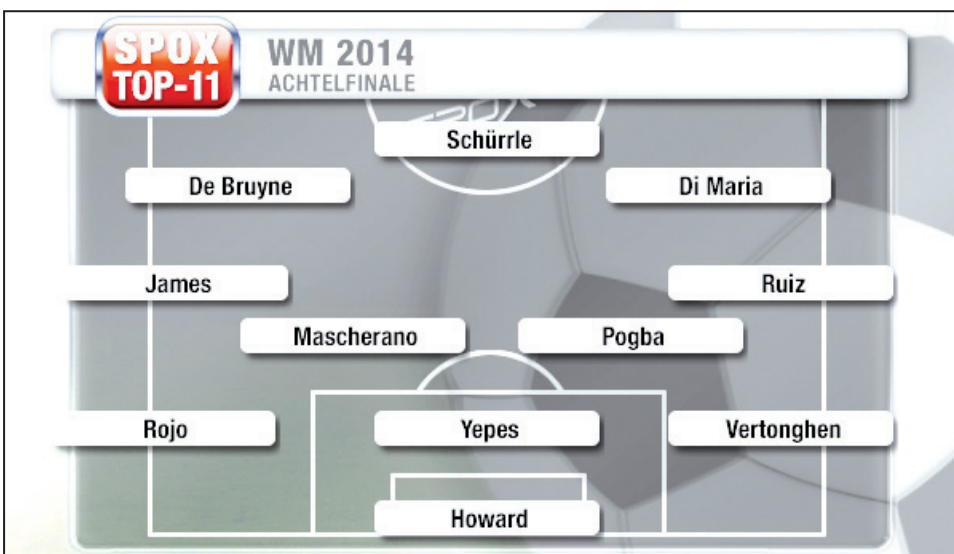 SPOX
TOP-11
WM 2014
ACHTELFINALE
Schürrle
De Bruyne
Di Maria
James
Ruiz
Mascherano
Pogba
Rojo
Yepes
Vertonghen
Howard